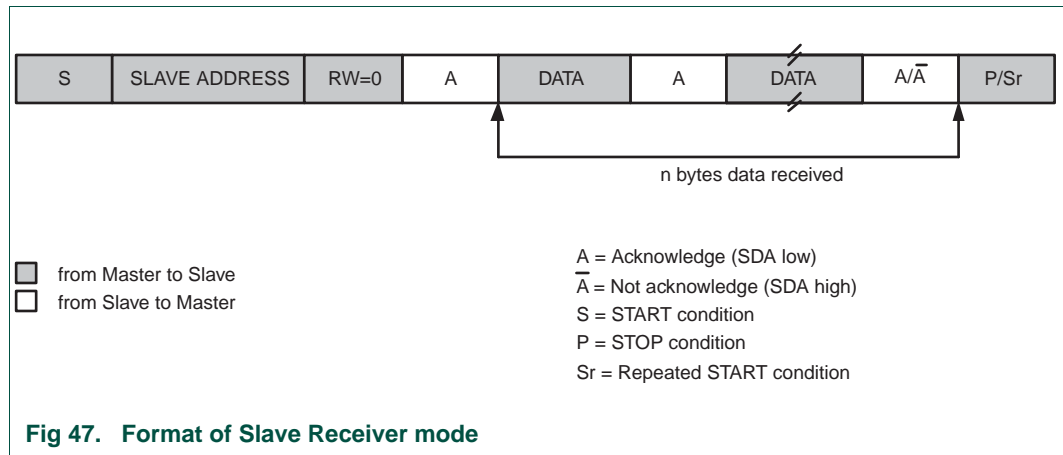 S SLAVE ADDRESS RW=0 A DATA A DATA A/A̅ P/Sr
n bytes data received
from Master to Slave
from Slave to Master
A = Acknowledge (SDA low)
A̅ = Not acknowledge (SDA high)
S = START condition
P = STOP condition
Sr = Repeated START condition
Fig 47. Format of Slave Receiver mode